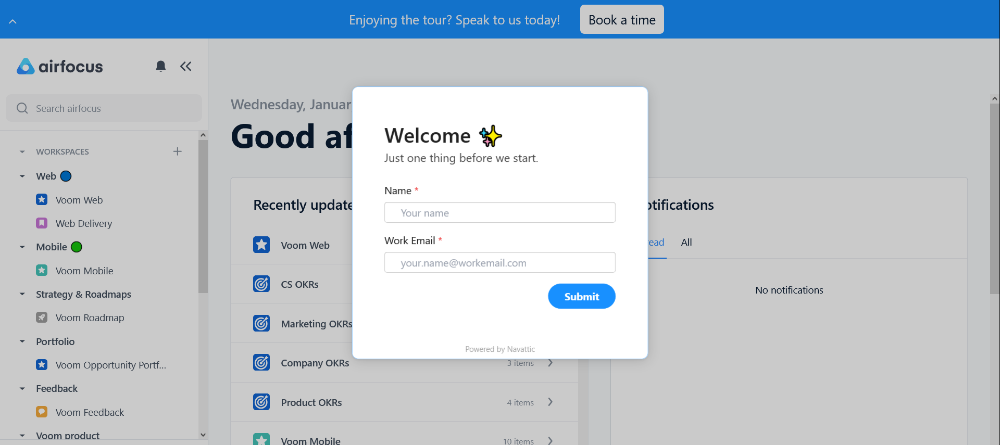 Enjoying the tour? Speak to us today!
Book a time
airfocus
Search airfocus
WORKSPACES
Web
Voom Web
Web Delivery
Mobile
Voom Mobile
Strategy & Roadmaps
Voom Roadmap
Portfolio
Voom Opportunity Portf...
Feedback
Voom Feedback
Voom product
Wednesday, Januar
Good af
Recently update
Voom Web
CS OKRs
Marketing OKRs
Company OKRs
3 items
Product OKRs
4 items
Voom Mobile
10 items
Welcome
Just one thing before we start.
Name *
Your name
Work Email *
your.name@workemail.com
Submit
Powered by Navattic
otifications
read
All
No notifications